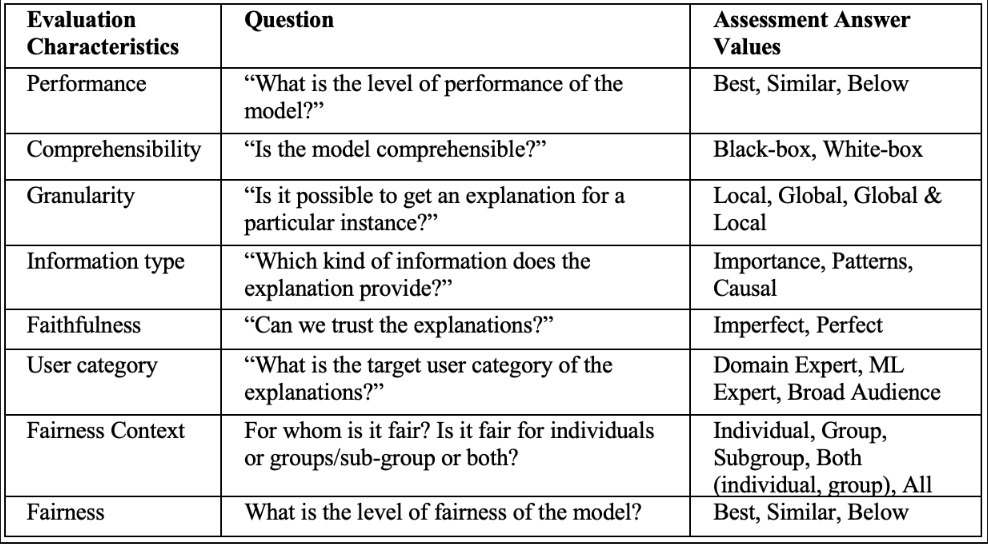 Evaluation Characteristics | Question | Assessment Answer Values
Performance | “What is the level of performance of the model?” | Best, Similar, Below
Comprehensibility | “Is the model comprehensible?” | Black-box, White-box
Granularity | “Is it possible to get an explanation for a particular instance?” | Local, Global, Global & Local
Information type | “Which kind of information does the explanation provide?” | Importance, Patterns, Causal
Faithfulness | “Can we trust the explanations?” | Imperfect, Perfect
User category | “What is the target user category of the explanations?” | Domain Expert, ML Expert, Broad Audience
Fairness Context | For whom is it fair? Is it fair for individuals or groups/sub-group or both? | Individual, Group, Subgroup, Both (individual, group), All
Fairness | What is the level of fairness of the model? | Best, Similar, Below